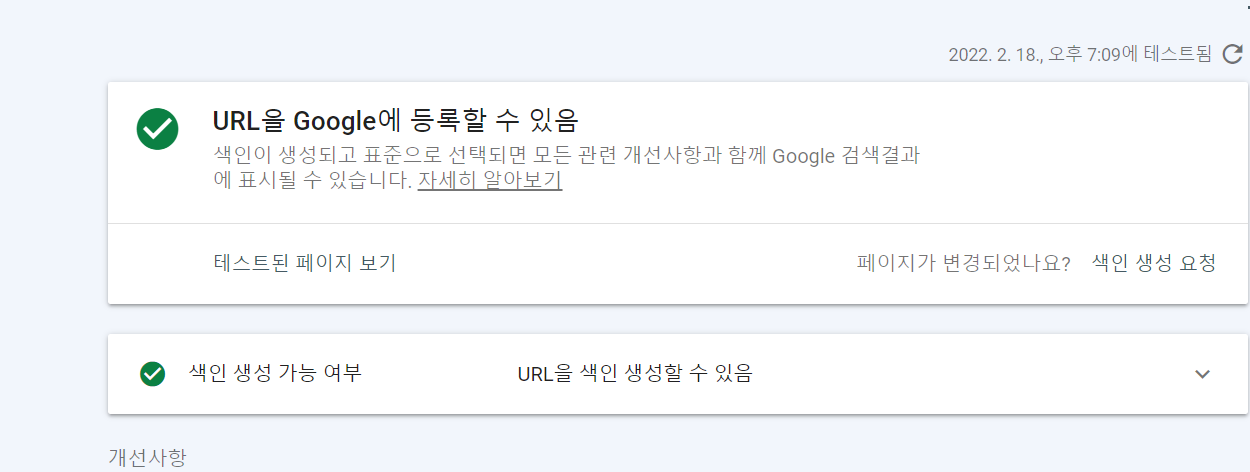 2022. 2. 18., 오후 7:09에 테스트됨
URL을 Google에 등록할 수 있음
색인이 생성되고 표준으로 선택되면 모든 관련 개선사항과 함께 Google 검색결과
에 표시될 수 있습니다. 자세히 알아보기
테스트된 페이지 보기
페이지가 변경되었나요? 색인 생성 요청
색인 생성 가능 여부
URL을 색인 생성할 수 있음
개선사항